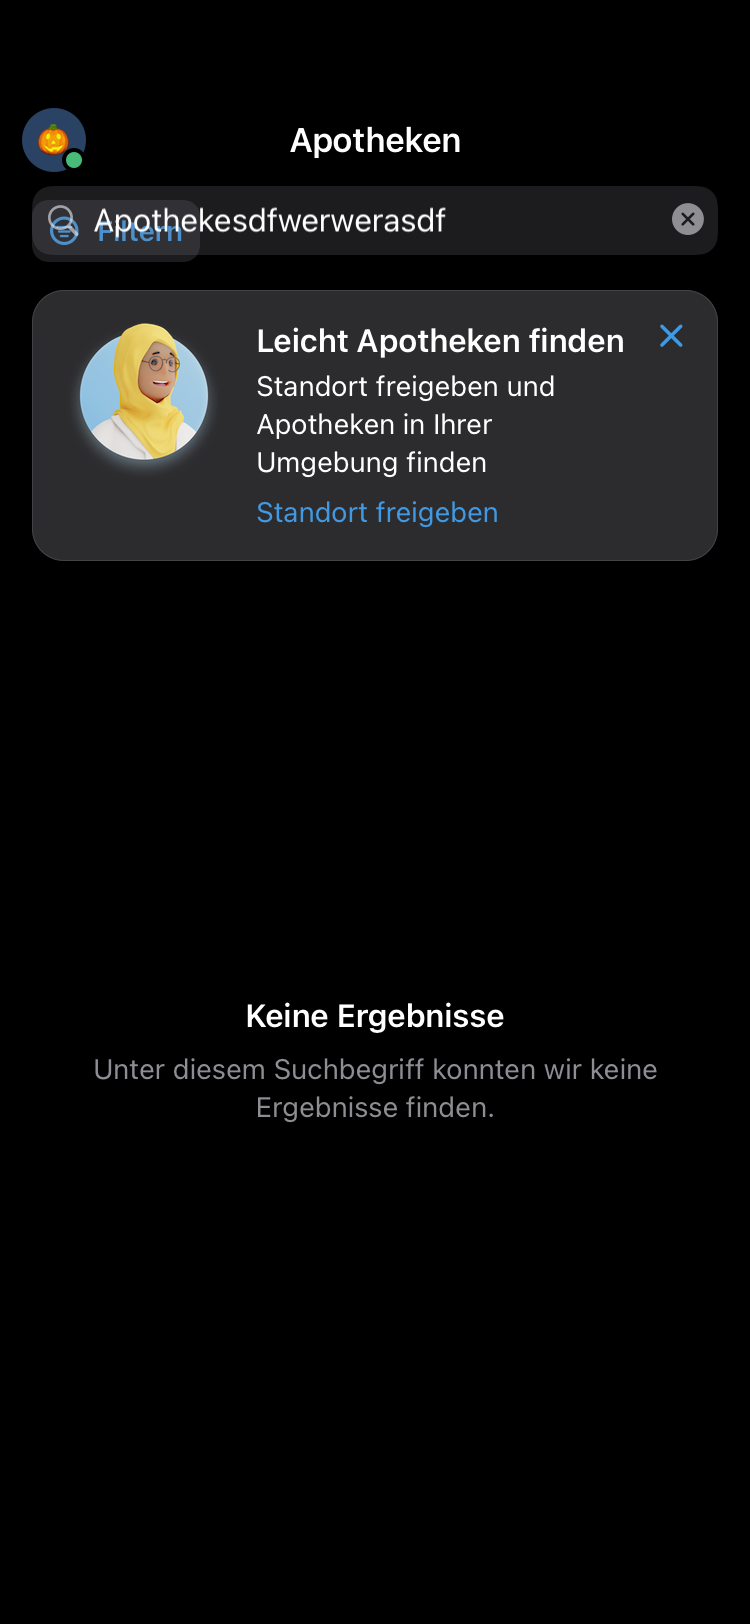 Apotheken
Apothekesdfwerwerasdf
Filtern
Leicht Apotheken finden
Standort freigeben und
Apotheken in Ihrer
Umgebung finden
Standort freigeben
Keine Ergebnisse
Unter diesem Suchbegriff konnten wir keine
Ergebnisse finden.